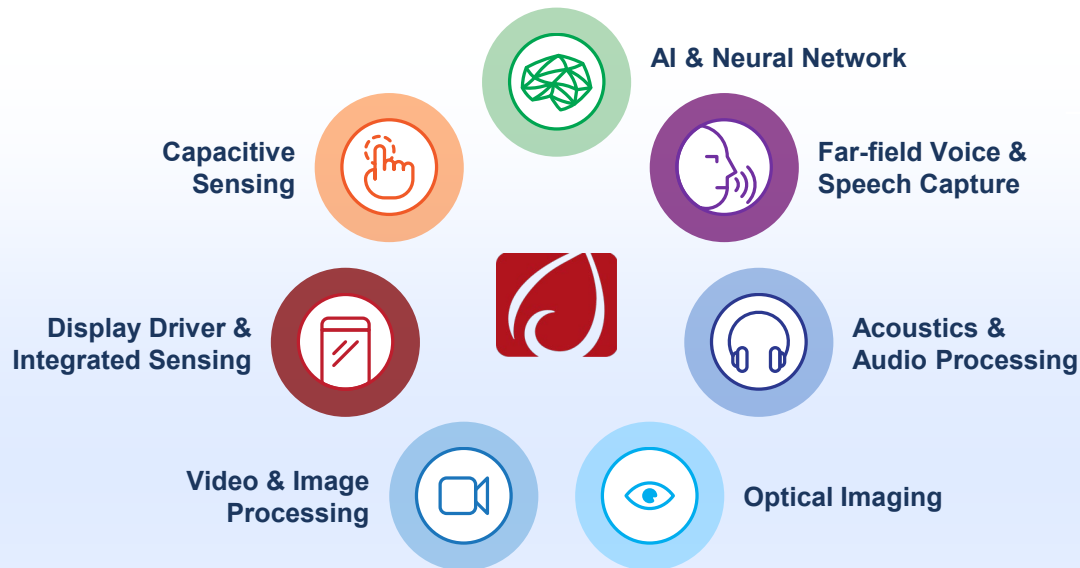 AI & Neural Network
Capacitive
Sensing
Far-field Voice &
Speech Capture
Display Driver &
Integrated Sensing
Acoustics &
Audio Processing
Video & Image
Processing
Optical Imaging